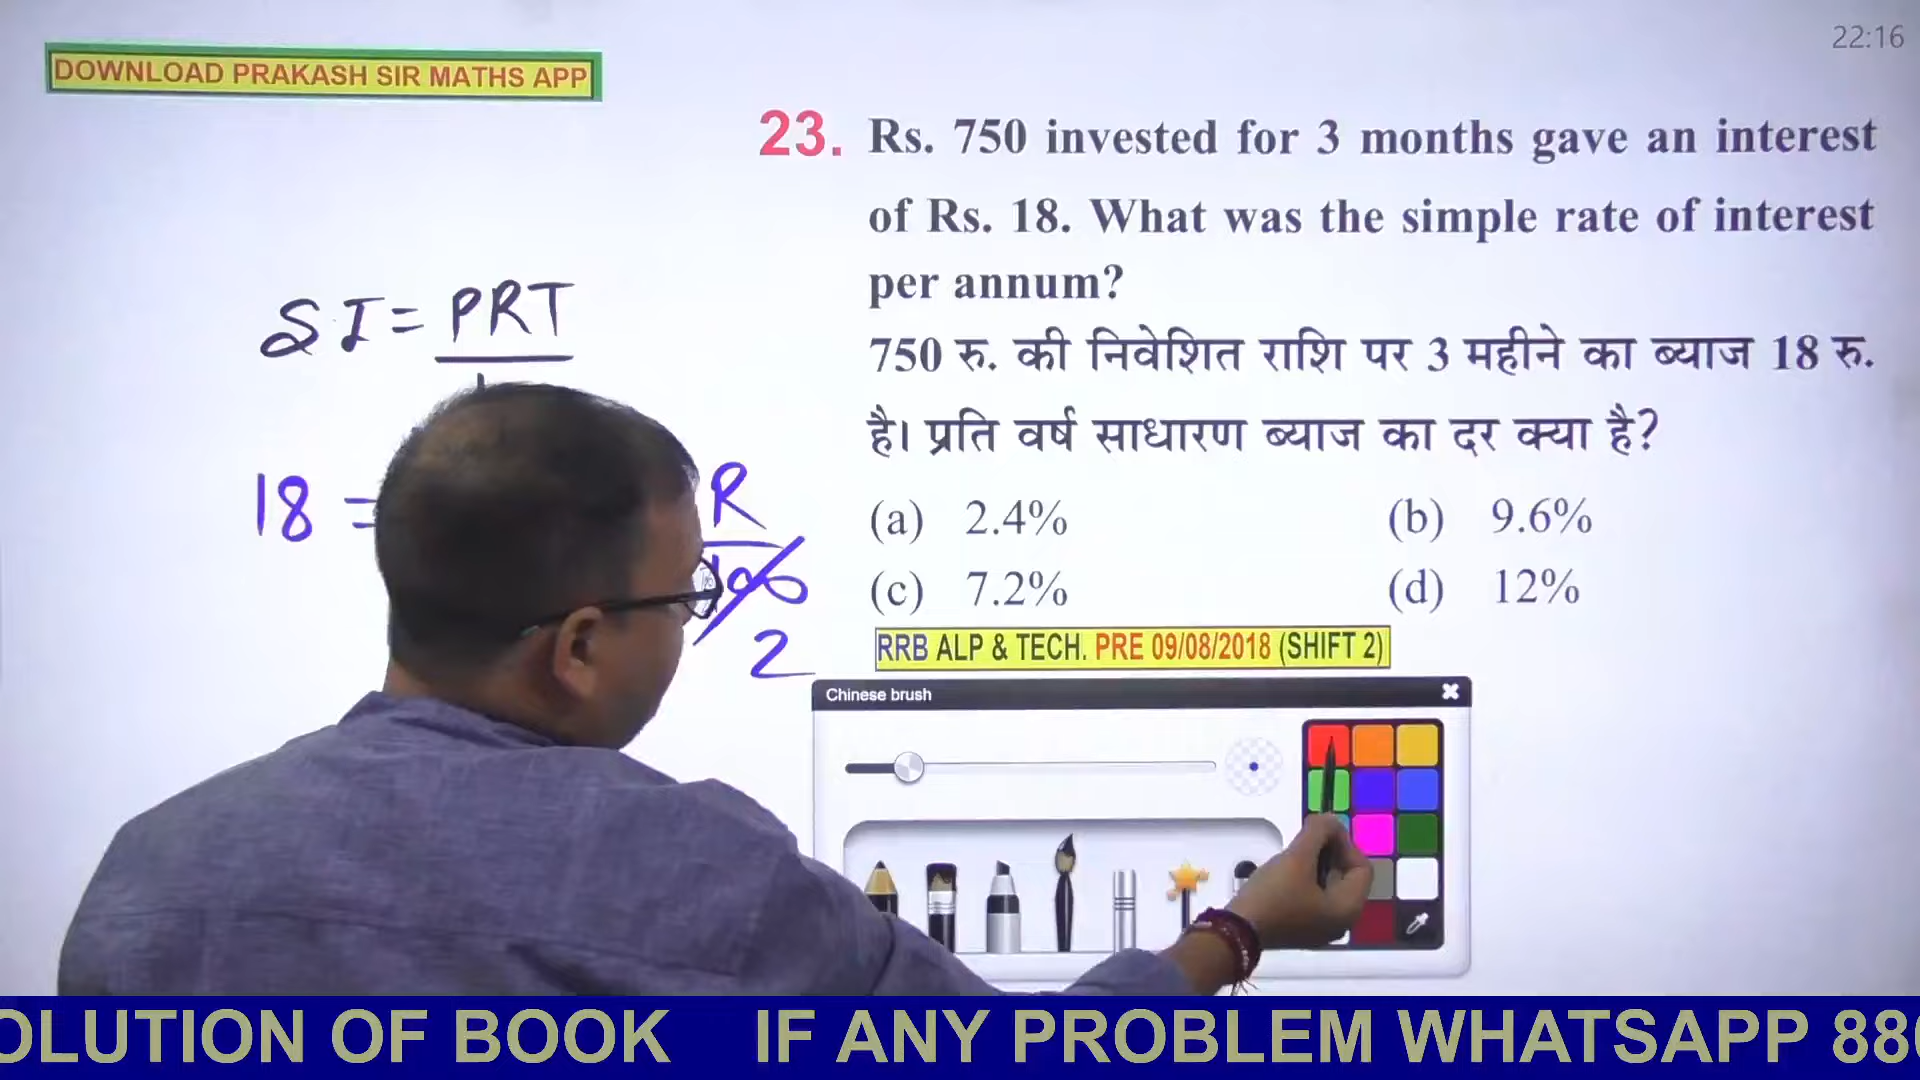 22:16
DOWNLOAD PRAKASH SIR MATHS APP
23. Rs. 750 invested for 3 months gave an interest
of Rs. 18. What was the simple rate of interest
per annum?
750 रु. की निवेशित राशि पर 3 महीने का ब्याज 18 रु.
है। प्रति वर्ष साधारण ब्याज का दर क्या है?
(a) 2.4% (b) 9.6%
(c) 7.2% (d) 12%
RRB ALP & TECH. PRE 09/08/2018 (SHIFT 2)
SI = PRT
18 = R
100
2
Chinese brush
OLUTION OF BOOK IF ANY PROBLEM WHATSAPP 88